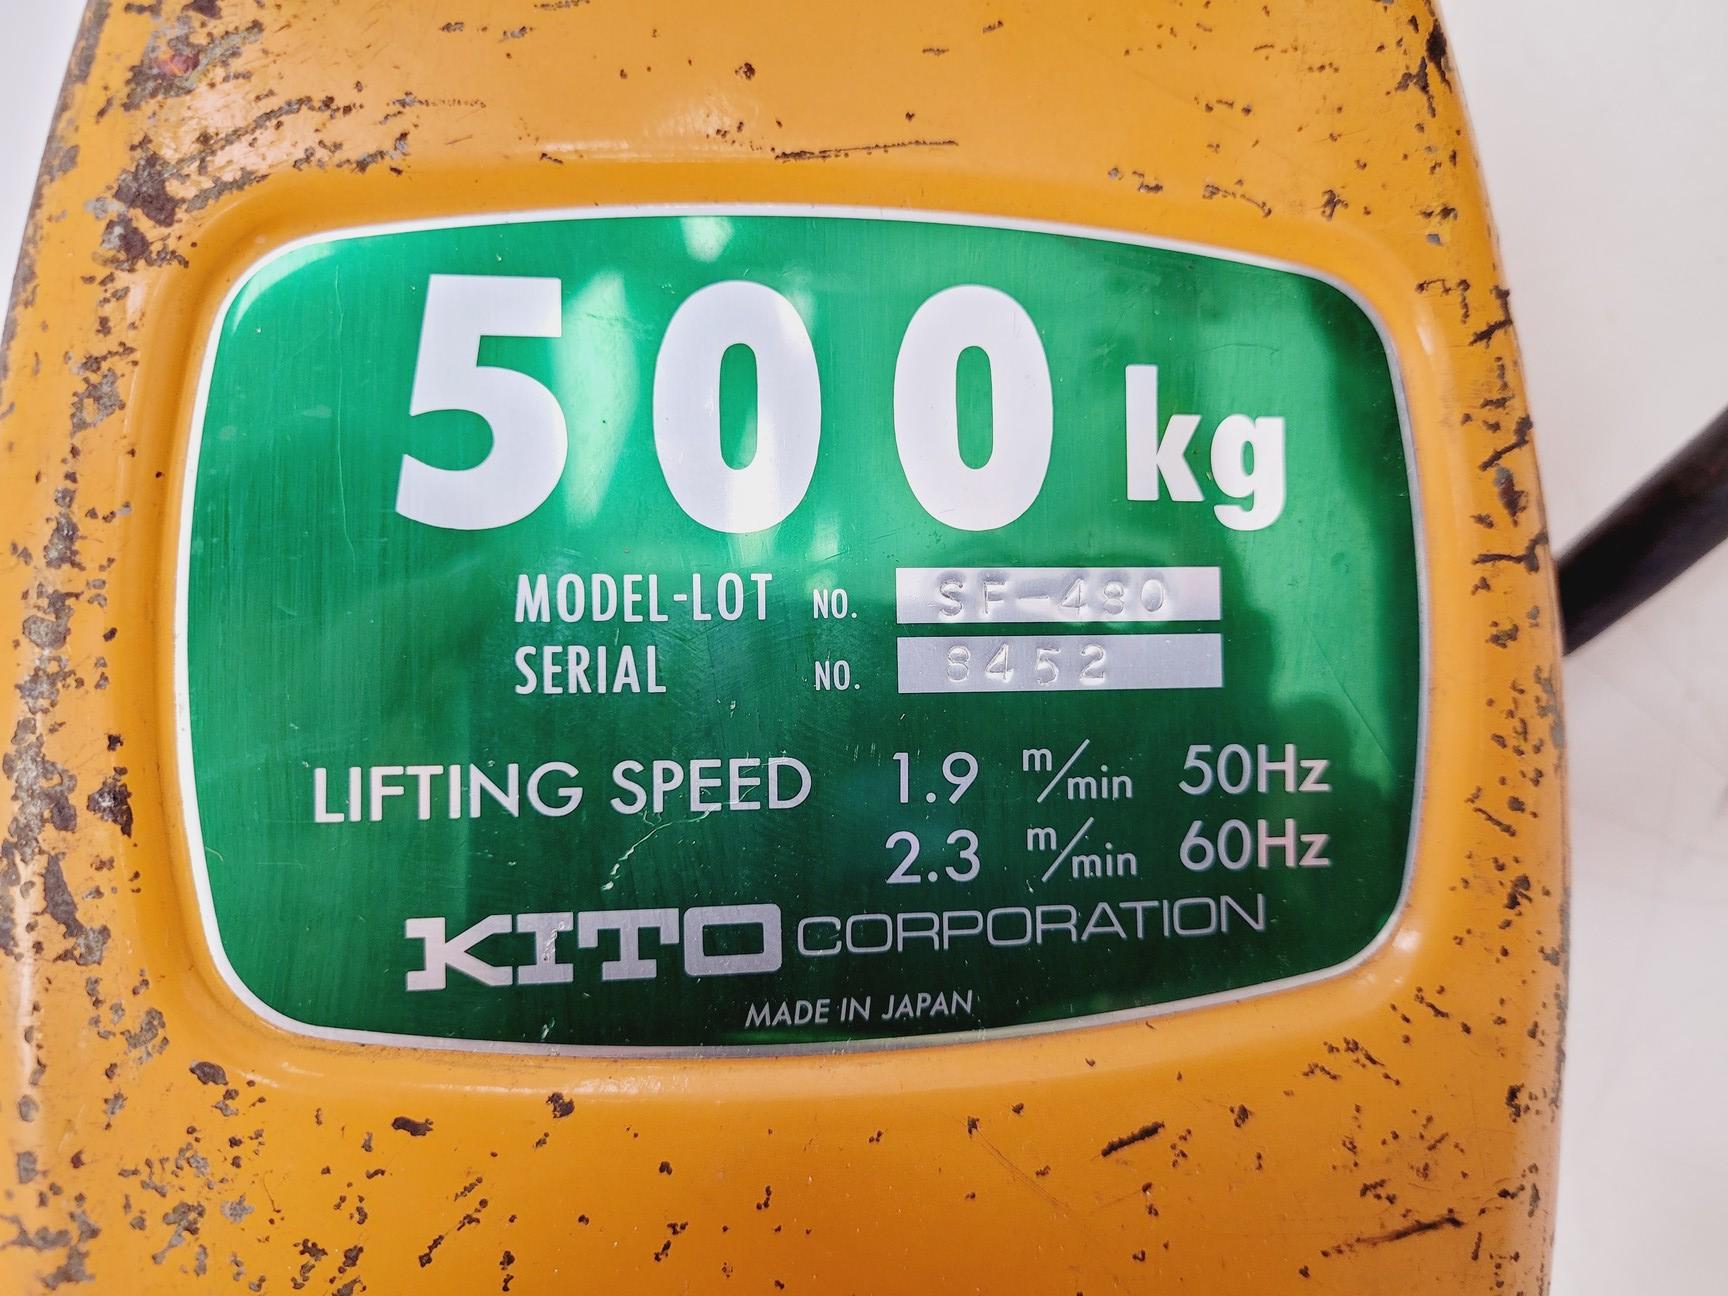 500 kg
MODEL-LOT NO. SF-480
SERIAL NO. 8452
LIFTING SPEED 1.9 m/min 50Hz
2.3 m/min 60Hz
KITO CORPORATION
MADE IN JAPAN